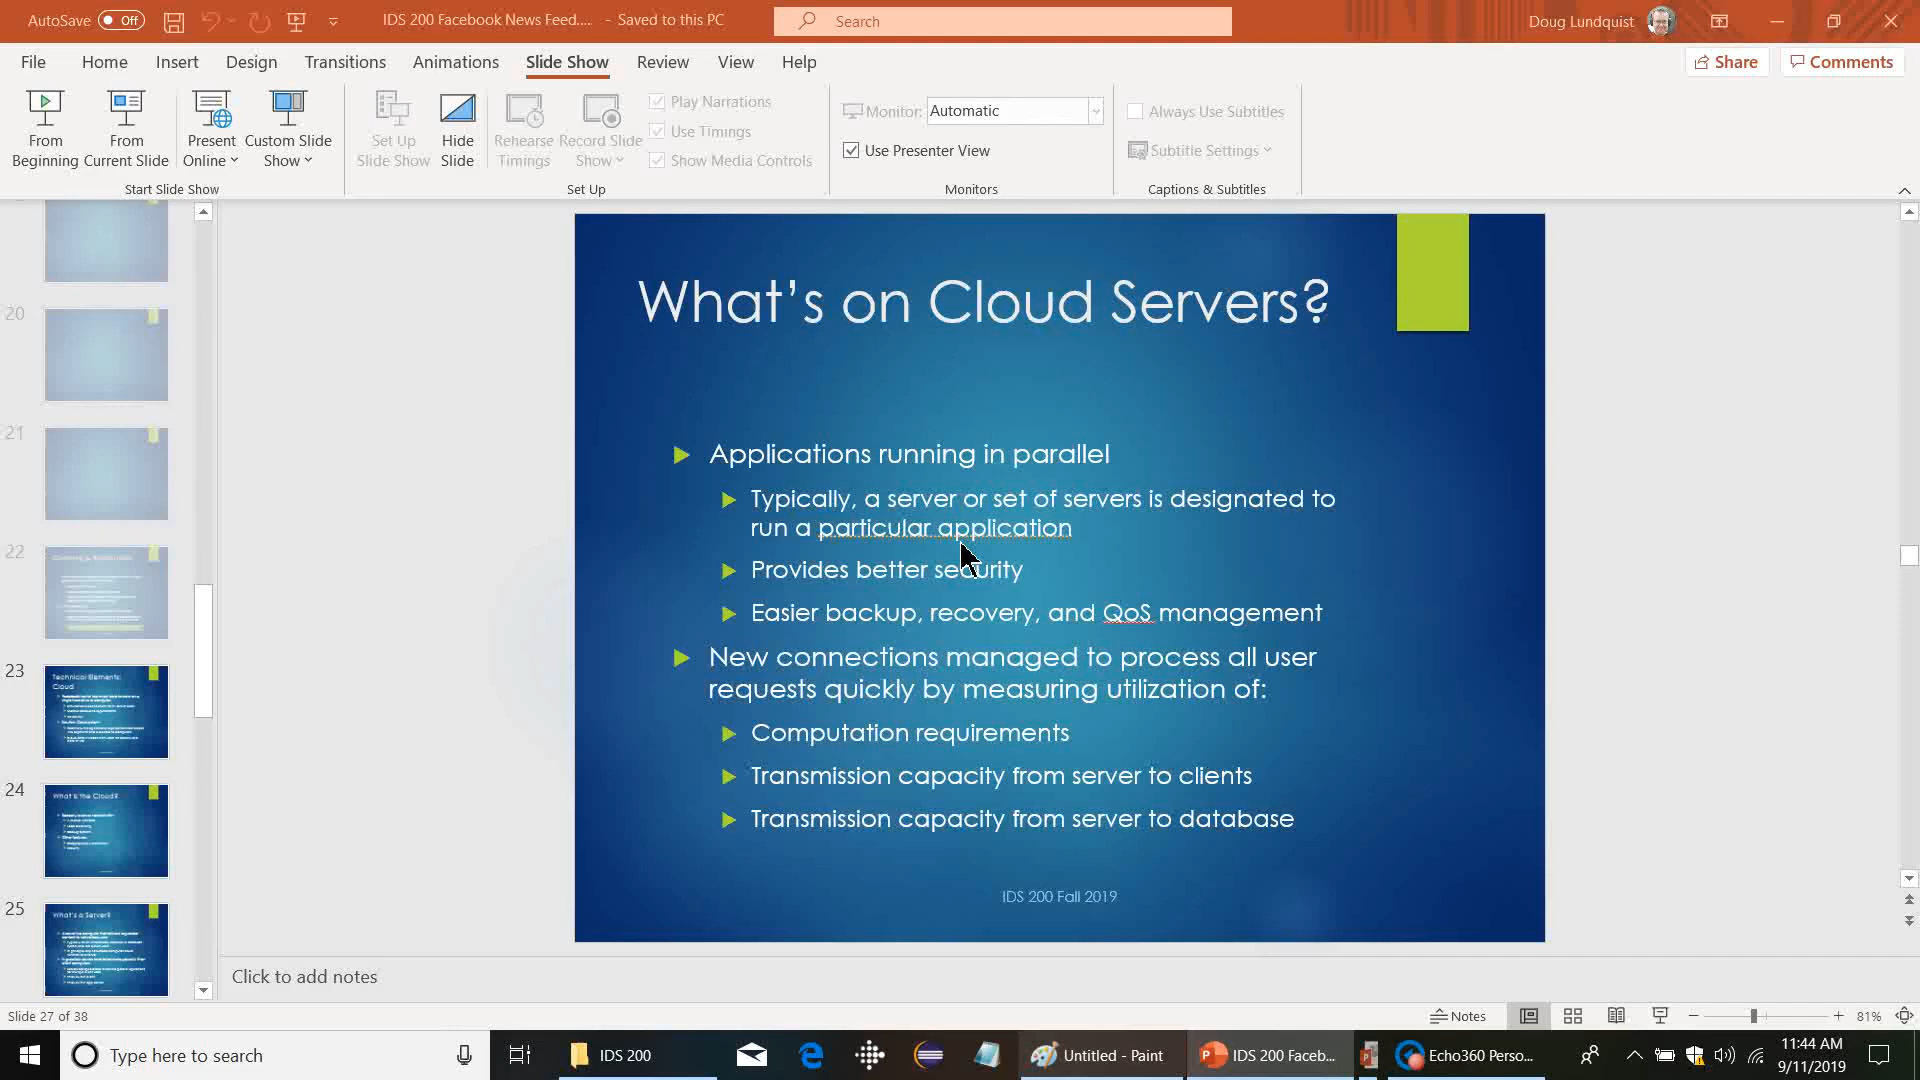 AutoSave Off
IDS 200 Facebook News Feed.... - Saved to this PC
Search
Doug Lundquist
File Home Insert Design Transitions Animations Slide Show Review View Help
Share Comments
From Beginning
From Current Slide
Present Online
Custom Slide Show
Start Slide Show
Set Up Slide Show
Hide Slide
Rehearse Timings
Record Slide Show
Play Narrations
Use Timings
Show Media Controls
Set Up
Monitor: Automatic
Use Presenter View
Monitors
Always Use Subtitles
Subtitle Settings
Captions & Subtitles
20
21
22
23
Technical Elements: Cloud
24
What's the Cloud?
25
What's a Server?
What's on Cloud Servers?
Applications running in parallel
Typically, a server or set of servers is designated to
run a particular application
Provides better security
Easier backup, recovery, and QoS management
New connections managed to process all user
requests quickly by measuring utilization of:
Computation requirements
Transmission capacity from server to clients
Transmission capacity from server to database
IDS 200 Fall 2019
Click to add notes
Slide 27 of 38
Notes
81%
Type here to search
IDS 200
Untitled - Paint
IDS 200 Faceb...
Echo360 Perso...
11:44 AM
9/11/2019